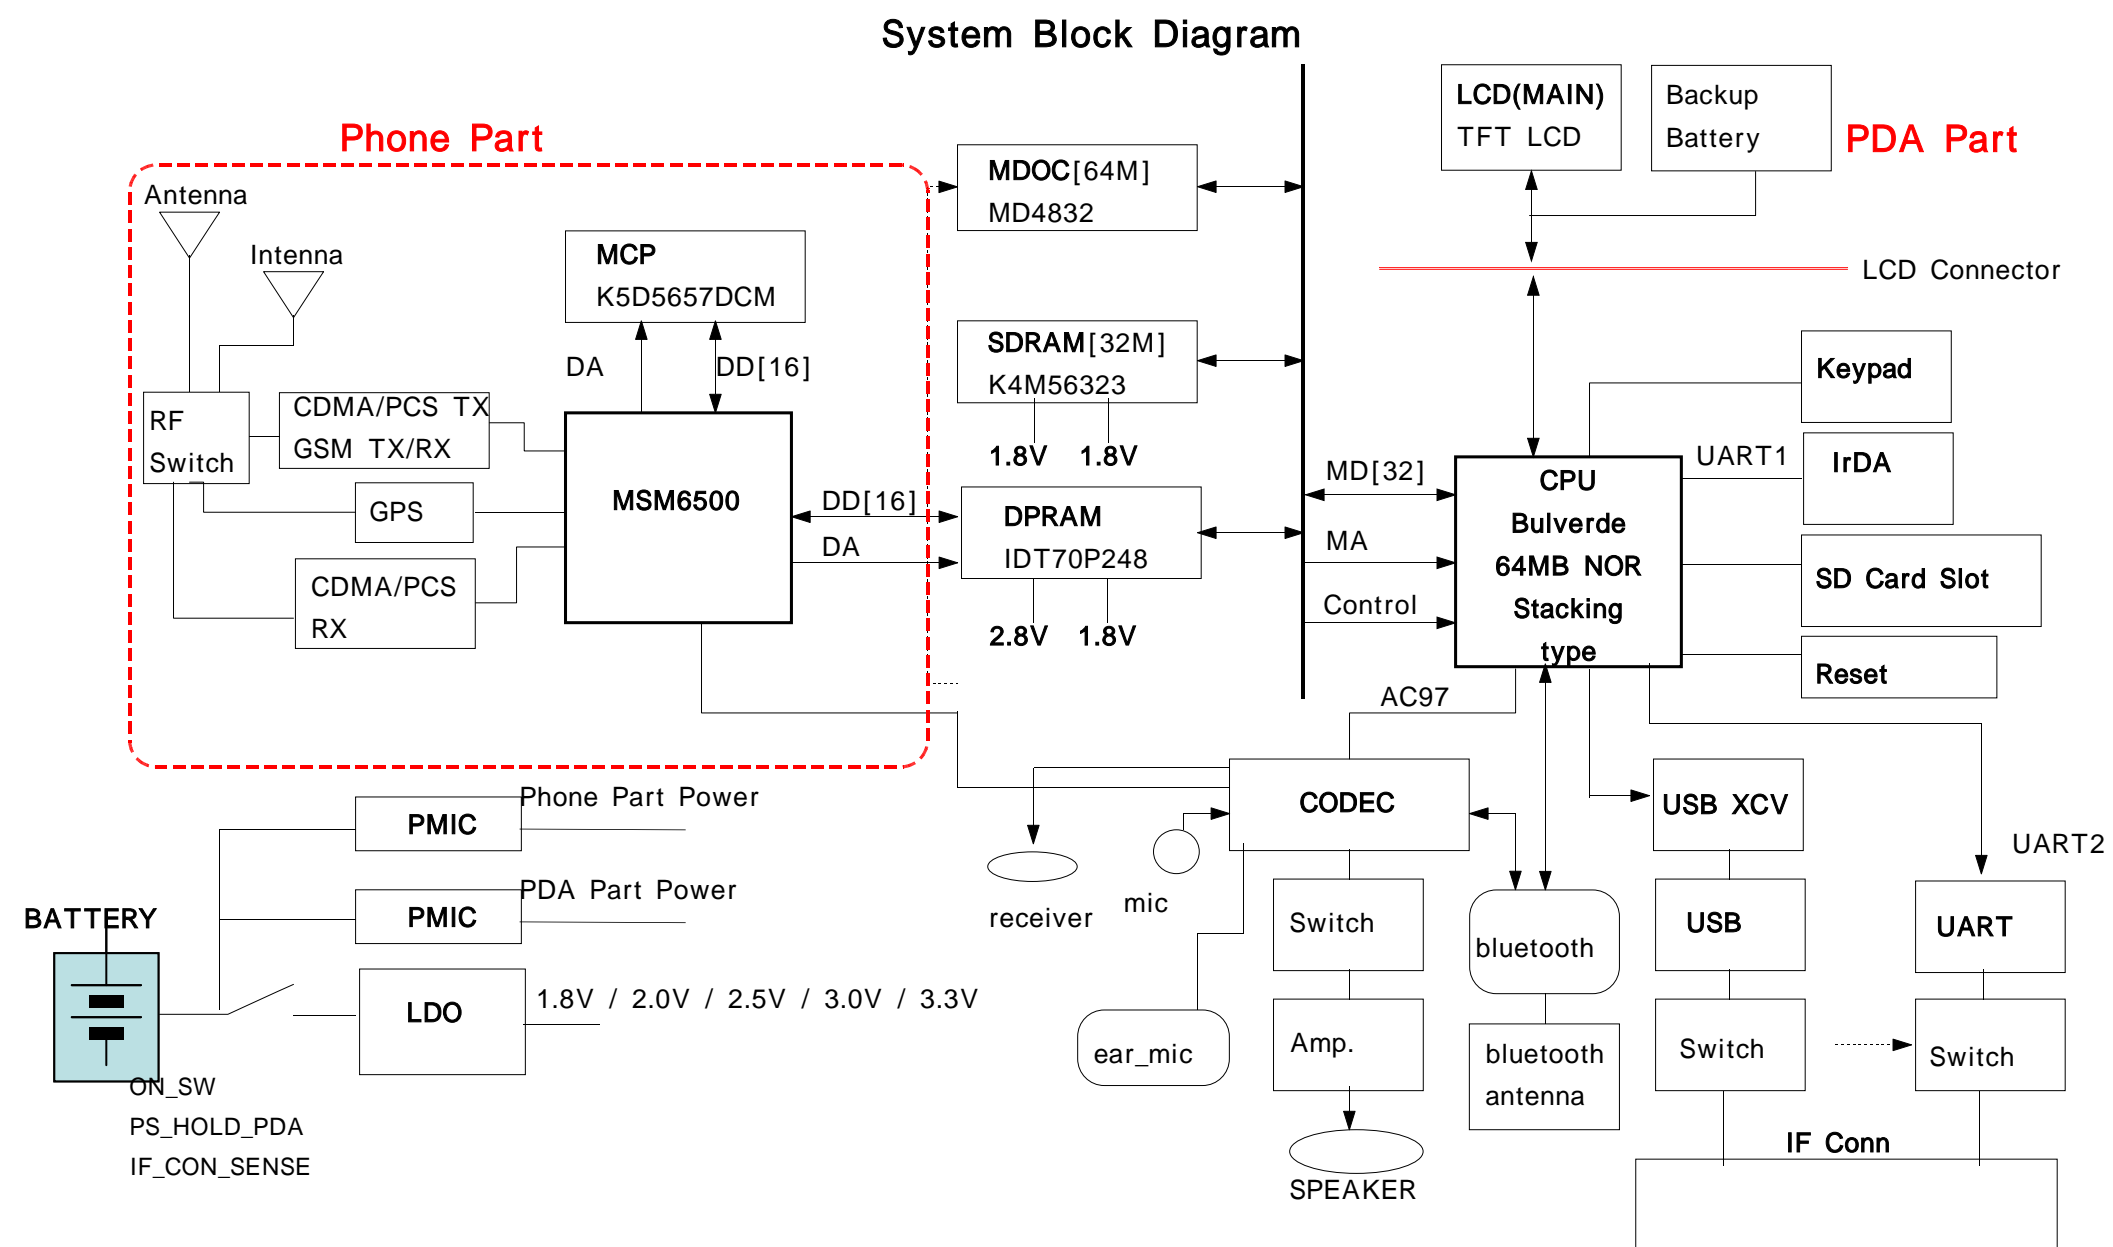 System Block Diagram
Phone Part
PDA Part
LCD(MAIN)
TFT LCD
Backup
Battery
LCD Connector
Antenna
Intenna
MCP
K5D5657DCM
DA
DD[16]
RF
Switch
CDMA/PCS TX
GSM TX/RX
GPS
CDMA/PCS
RX
MSM6500
DD[16]
DA
MDOC[64M]
MD4832
SDRAM[32M]
K4M56323
1.8V
1.8V
DPRAM
IDT70P248
2.8V
1.8V
MD[32]
MA
Control
CPU
Bulverde
64MB NOR
Stacking
type
Keypad
UART1
IrDA
SD Card Slot
Reset
AC97
CODEC
USB XCV
UART2
receiver
mic
ear_mic
Switch
Amp.
SPEAKER
bluetooth
bluetooth
antenna
USB
Switch
UART
Switch
IF Conn
PMIC
Phone Part Power
PMIC
PDA Part Power
BATTERY
LDO
1.8V / 2.0V / 2.5V / 3.0V / 3.3V
ON_SW
PS_HOLD_PDA
IF_CON_SENSE